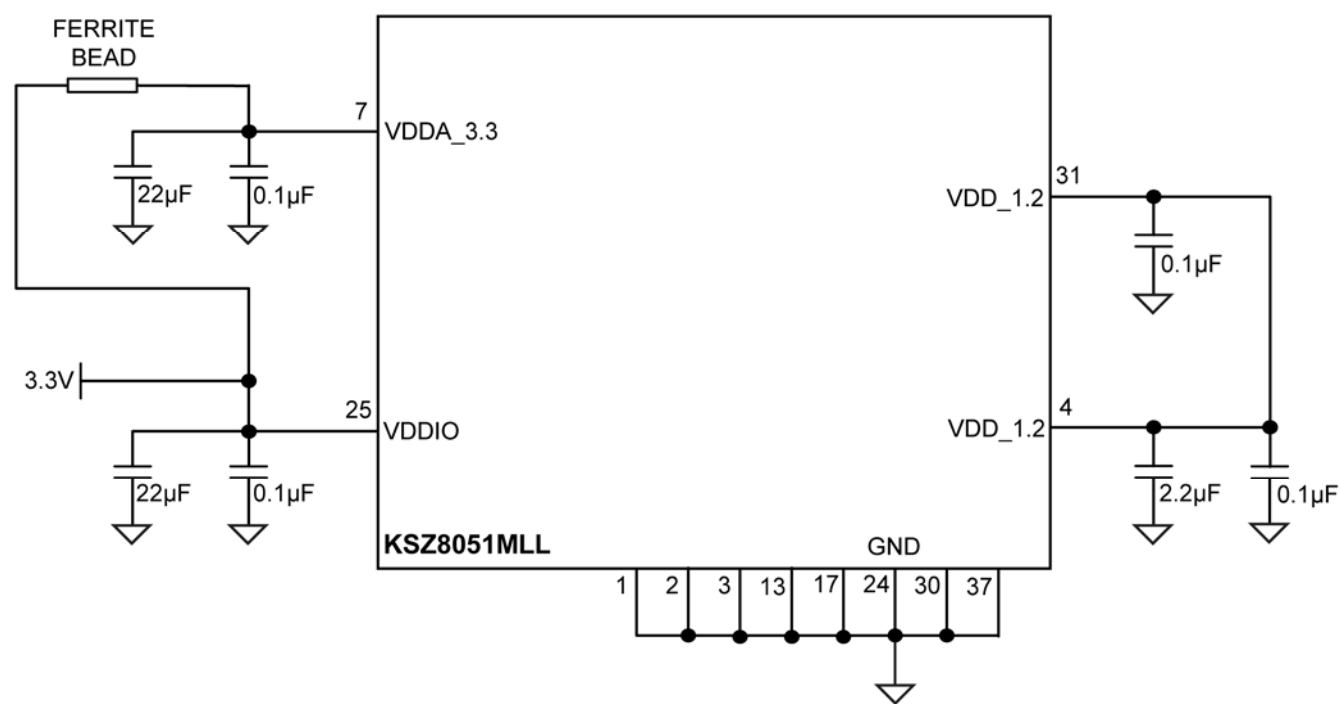 FERRITE
BEAD
7
VDDA_3.3
22µF
0.1µF
31
VDD_1.2
0.1µF
3.3V
25
VDDIO
22µF
0.1µF
4
VDD_1.2
2.2µF
0.1µF
KSZ8051MLL
GND
1 2 3 13 17 24 30 37